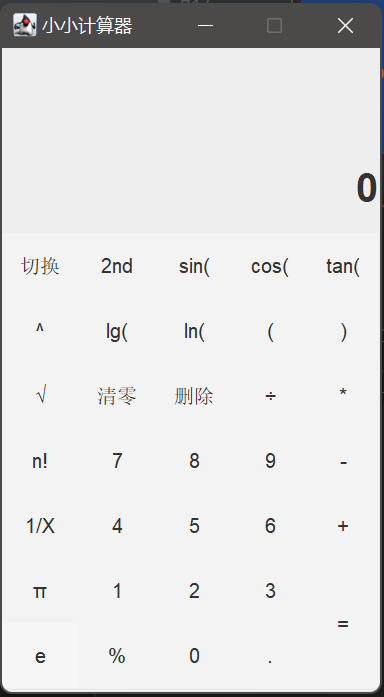 小小计算器
0
切换 2nd sin( cos( tan(
^ lg( ln( ( )
√ 清零 删除 ÷ *
n! 7 8 9 -
1/X 4 5 6 +
π 1 2 3
=
e % 0 .